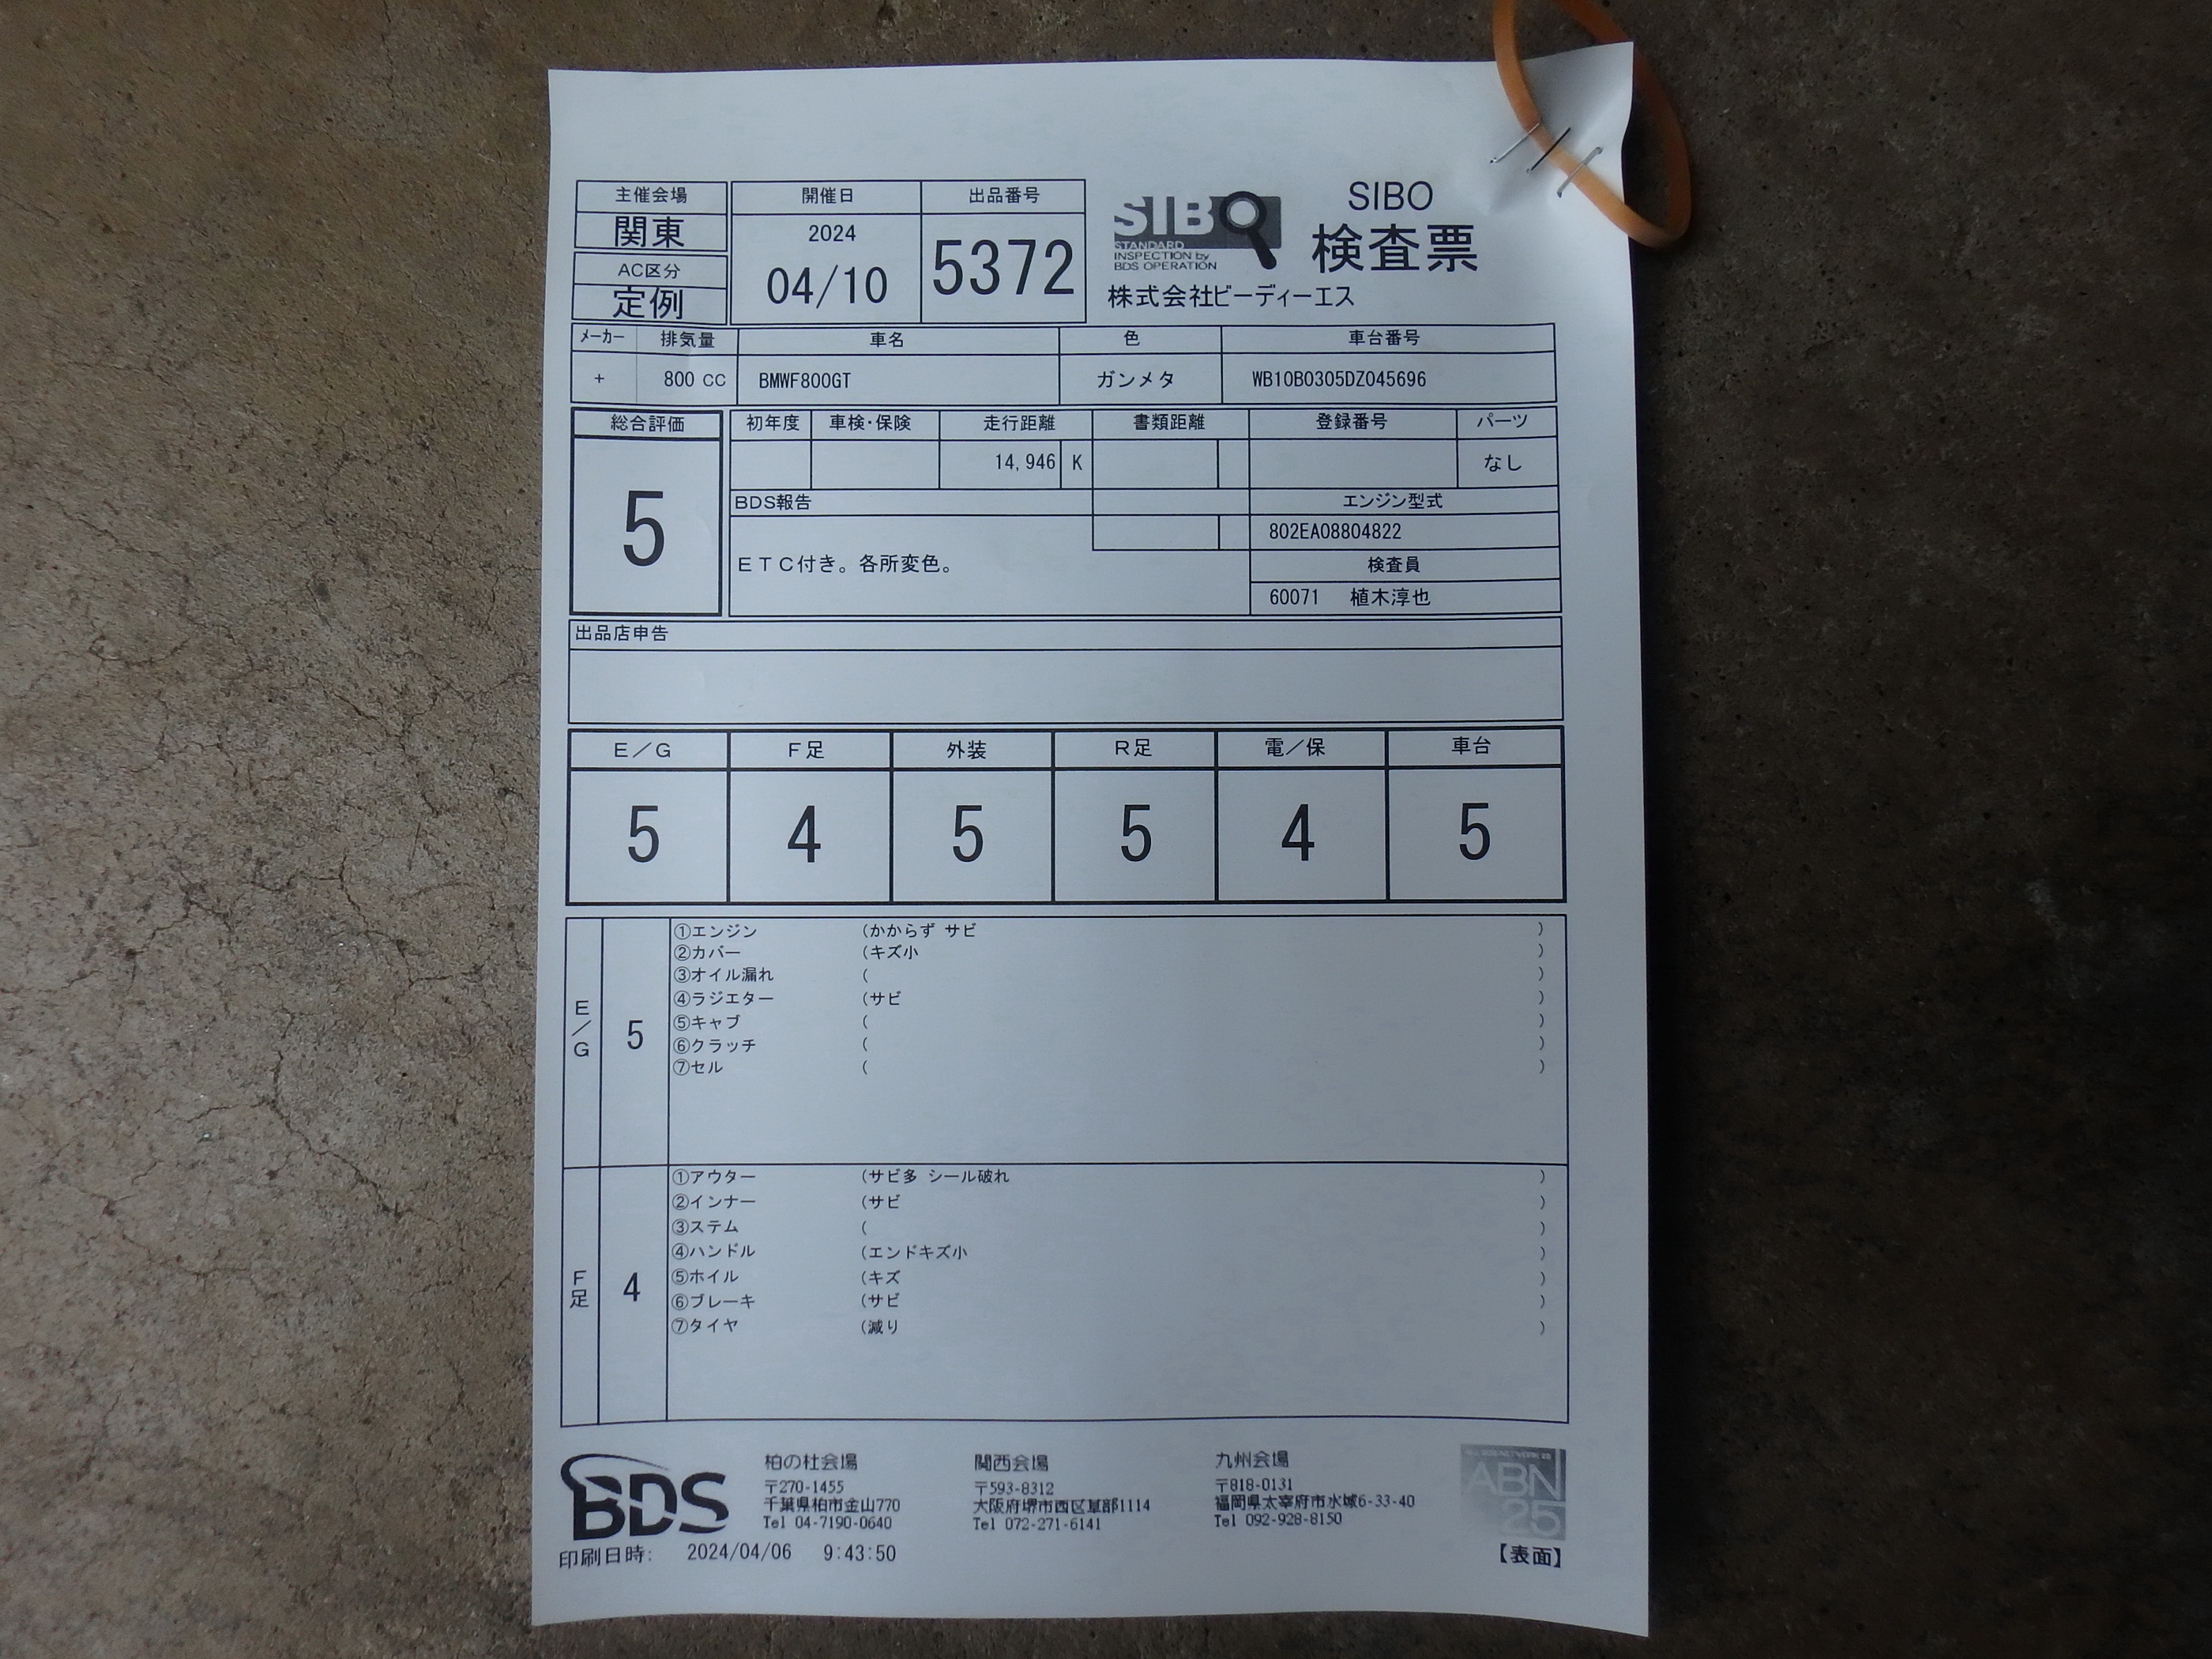 主催会場
関東
AC区分
定例
開催日
2024
04/10
出品番号
5372
SIBO
STANDARD
INSPECTION by
BDS OPERATION
SIBO
検査票
株式会社ビーディーエス
メーカー 排気量 車名 色 車台番号
+ 800 CC BMWF800GT ガンメタ WB10B0305DZ045696
総合評価
5
初年度 車検・保険 走行距離 書類距離 登録番号 パーツ
14,946 K なし
BDS報告 エンジン型式
802EA08804822
ETC付き。各所変色。 検査員
60071 植木淳也
出品店申告
E/G F足 外装 R足 電/保 車台
5 4 5 5 4 5
E/G
5
①エンジン (かからず サビ )
②カバー (キズ小 )
③オイル漏れ ( )
④ラジエター (サビ )
⑤キャブ ( )
⑥クラッチ ( )
⑦セル ( )
F足
4
①アウター (サビ多 シール破れ )
②インナー (サビ )
③ステム ( )
④ハンドル (エンドキズ小 )
⑤ホイル (キズ )
⑥ブレーキ (サビ )
⑦タイヤ (減り )
BDS
柏の杜会場
〒270-1455
千葉県柏市金山770
Tel 04-7190-0640
関西会場
〒593-8312
大阪府堺市西区草部1114
Tel 072-271-6141
九州会場
〒818-0131
福岡県太宰府市水城6-33-40
Tel 092-928-8150
ABN
25
印刷日時: 2024/04/06 9:43:50
【表面】